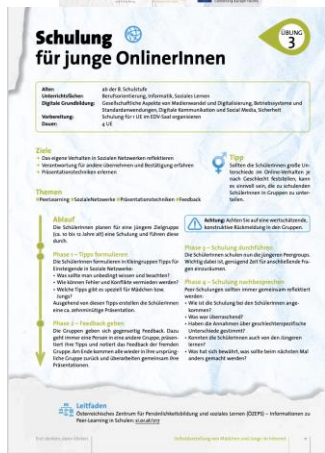 ÜBUNG
3
Schulung
für junge OnlinerInnen
Alter: ab der 8. Schulstufe
Unterrichtsfächer: Berufsorientierung, Informatik, Soziales Lernen
Digitale Grundbildung: Gesellschaftliche Aspekte von Medienwandel und Digitalisierung, Betriebssysteme und
Standardanwendungen, Digitale Kommunikation und Social Media, Sicherheit
Vorbereitung: Schulung für 1 UE im EDV-Saal organisieren
Dauer: 4 UE
Ziele
Das eigene Verhalten in Sozialen Netzwerken reflektieren
Verantwortung für andere übernehmen und Bestätigung erfahren
Präsentationstechniken erlernen
Themen
#PeerLearning #SozialeNetzwerke #Präsentationstechniken #Feedback
Tipp
Sollten die SchülerInnen große Un-
terschiede im Online-Verhalten je
nach Geschlecht feststellen, kann
es sinnvoll sein, die zu schulenden
SchülerInnen in Gruppen zu unter-
teilen.
Ablauf
Die SchülerInnen planen für eine jüngere Zielgruppe
(ca. 10 bis 12 Jahre alt) eine Schulung und führen diese
durch.
Phase 1 – Tipps formulieren
Die SchülerInnen formulieren in Kleingruppen Tipps für
Einsteigende in Soziale Netzwerke:
• Was sollte man unbedingt wissen und beachten?
• Wie können Fehler und Konflikte vermieden werden?
• Welche Tipps gibt es speziell für Mädchen bzw.
Jungs?
Ausgehend von diesen Tipps erstellen die SchülerInnen
eine ca. zehnminütige Präsentation.
Phase 2 – Feedback geben
Die Gruppen geben sich gegenseitig Feedback. Dazu
geht immer eine Person in eine andere Gruppe, präsen-
tiert ihre Tipps und notiert das Feedback der fremden
Gruppe. Am Ende kommen alle wieder in ihre ursprüng-
liche Gruppe zurück und überarbeiten gemeinsam ihre
Präsentationen.
Achtung: Achten Sie auf eine wertschätzende,
konstruktive Rückmeldung in den Gruppen.
Phase 3 – Schulung durchführen
Die SchülerInnen schulen nun die jüngeren Peergroups.
Wichtig dabei ist, genügend Zeit für anschließende Fra-
gen einzuräumen.
Phase 4 – Schulung nachbesprechen
Peer-Schulungen sollten immer gemeinsam reflektiert
werden:
• Wie ist die Schulung bei den SchülerInnen ange-
kommen?
• Was war überraschend?
• Haben die Annahmen über geschlechterspezifische
Unterschiede gestimmt?
• Konnten die SchülerInnen auch von den Jüngeren
lernen?
• Was hat sich bewährt, was sollte beim nächsten Mal
anders gemacht werden?
Leitfaden
Österreichisches Zentrum für Persönlichkeitsbildung und soziales Lernen (ÖZEPS) – Informationen zu
Peer-Learning in Schulen.